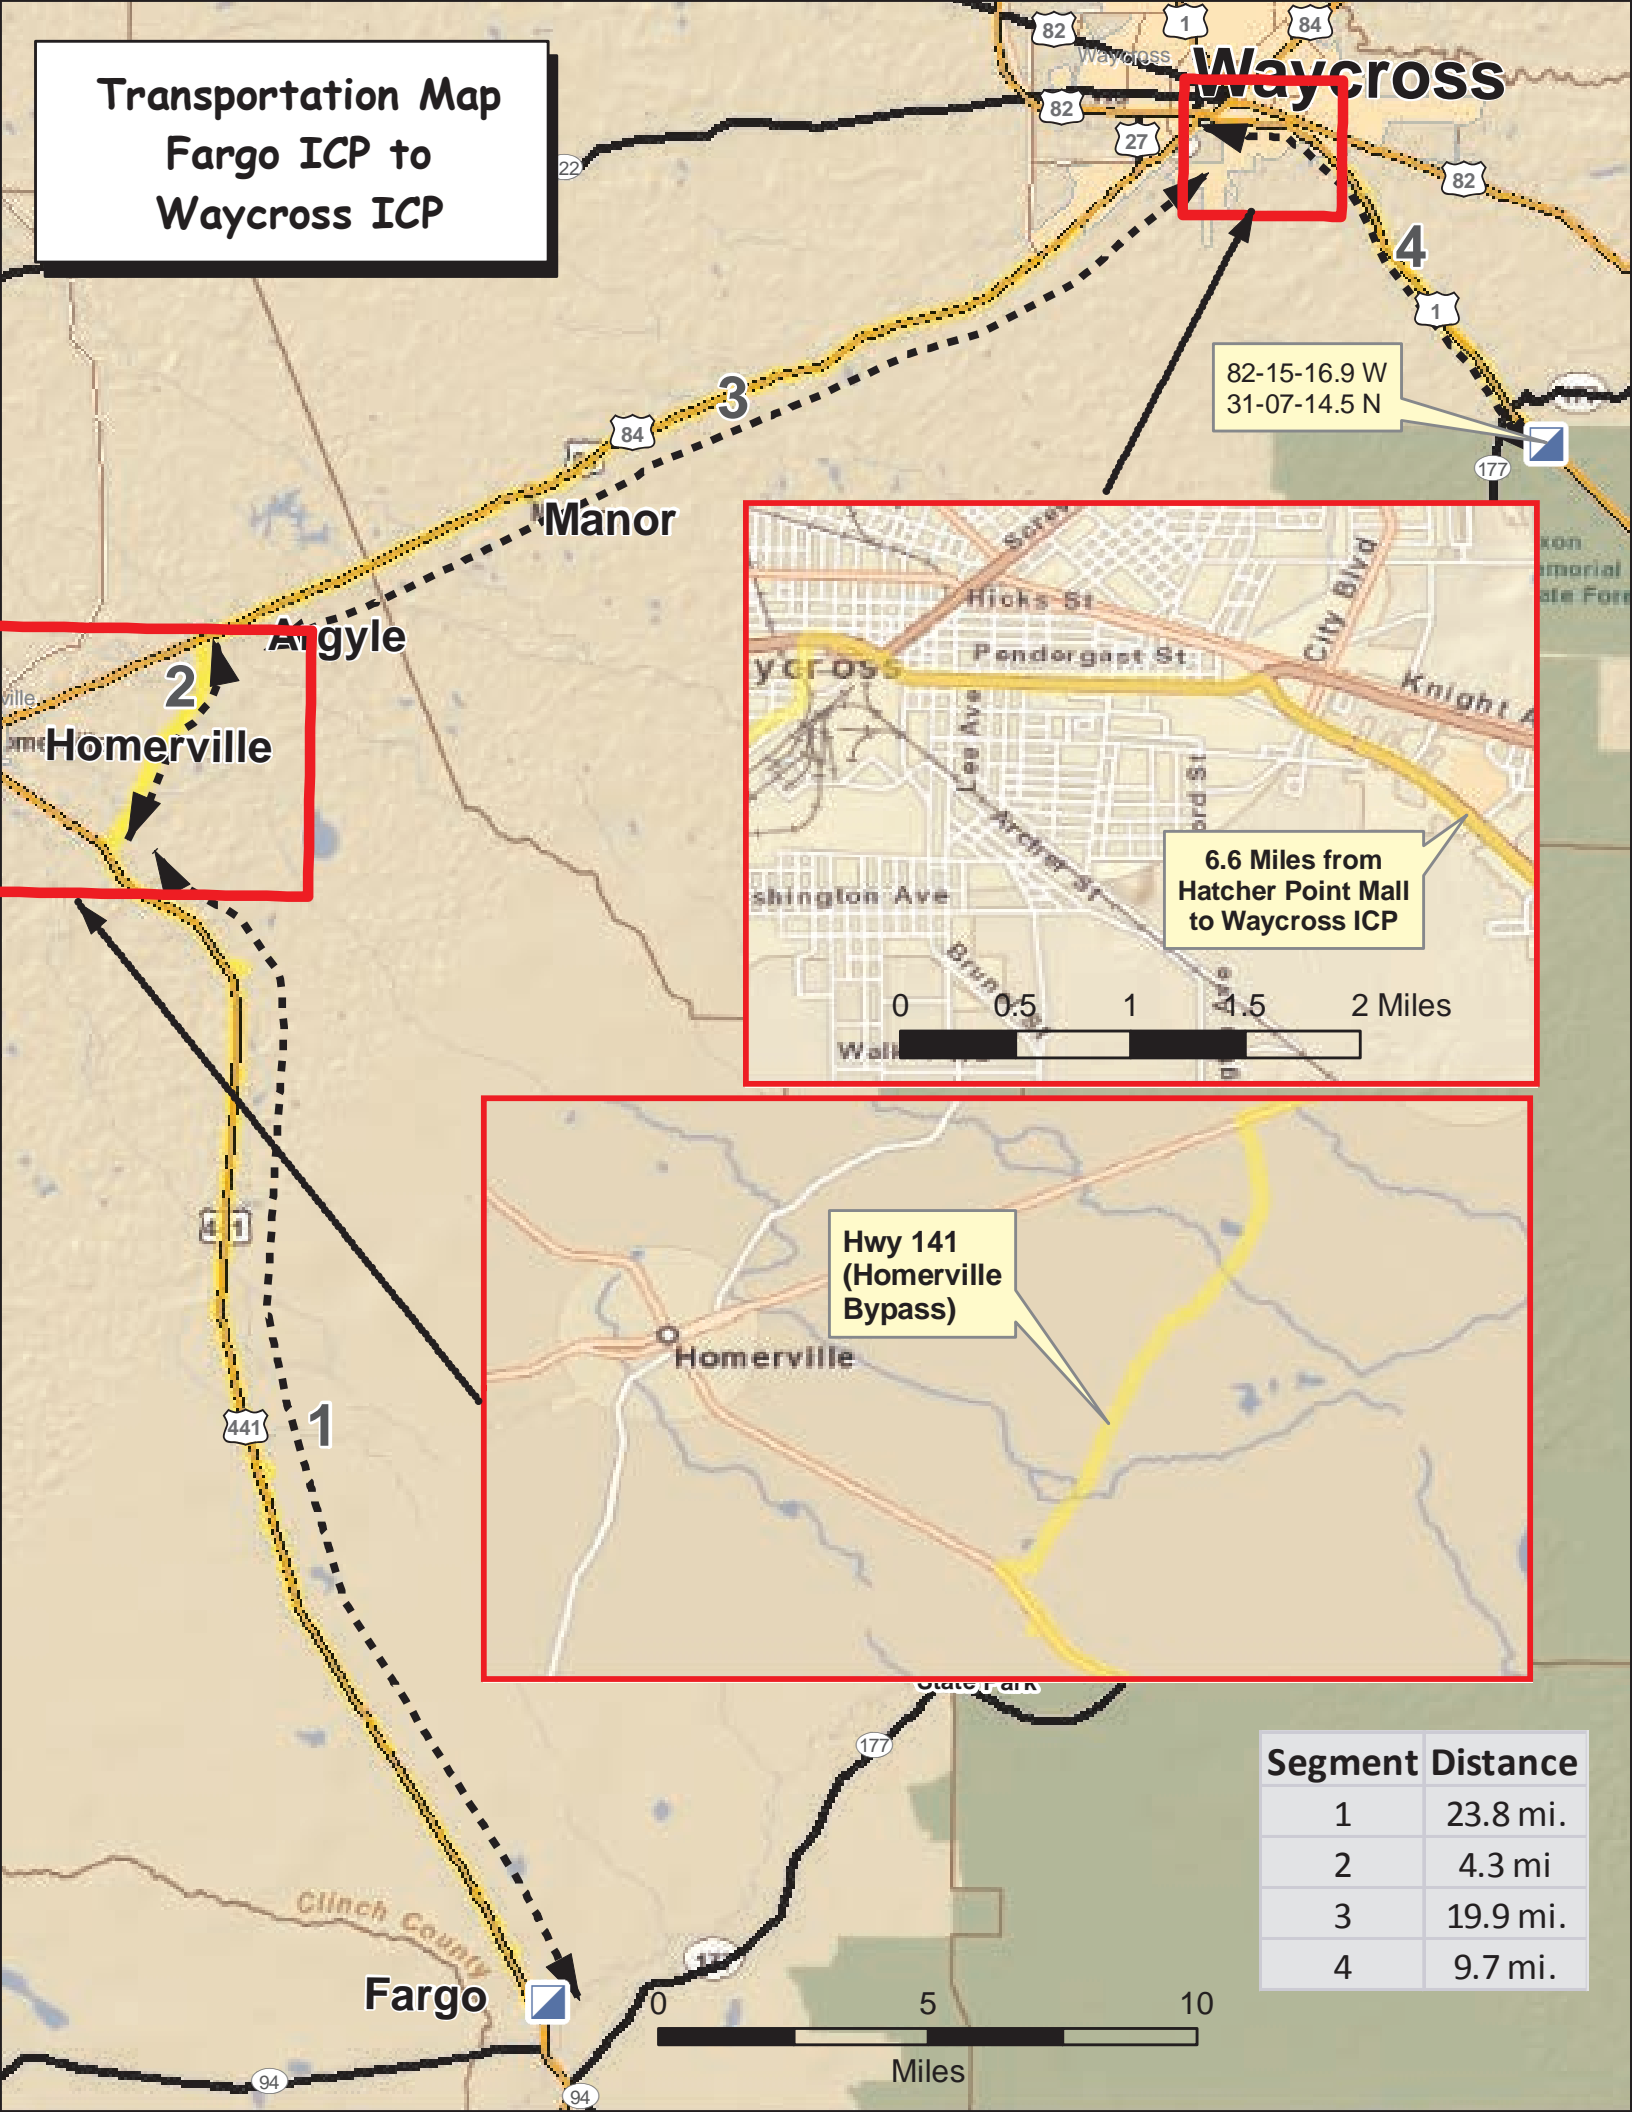 Transportation Map
Fargo ICP to
Waycross ICP
82
1
84
Waycross
Waycross
82
27
82
22
4
1
3
82-15-16.9 W
31-07-14.5 N
84
177
Manor
Argyle
2
Homerville
Hicks St
City Blvd
Pendergast St
Knight
Lee Ave
Archer St
6.6 Miles from
Hatcher Point Mall
to Waycross ICP
0 0.5 1 1.5 2 Miles
441
Hwy 141
(Homerville
Bypass)
Homerville
441
1
State Park
177
Segment Distance
1 23.8 mi.
2 4.3 mi
3 19.9 mi.
4 9.7 mi.
Clinch County
177
Fargo
0 5 10
Miles
94
94